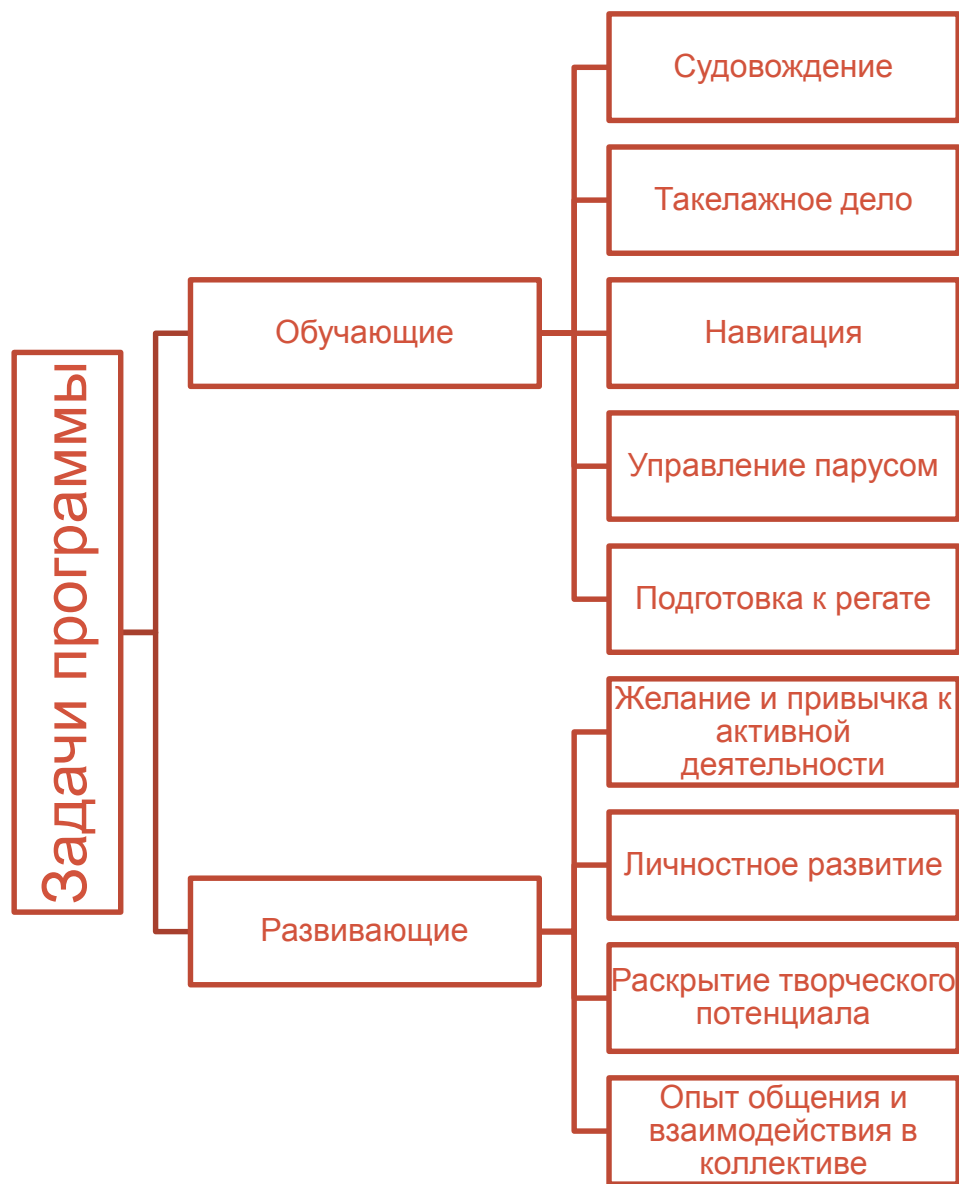 Задачи программы
Обучающие
Судовождение
Такелажное дело
Навигация
Управление парусом
Подготовка к регате
Развивающие
Желание и привычка к
активной
деятельности
Личностное развитие
Раскрытие творческого
потенциала
Опыт общения и
взаимодействия в
коллективе